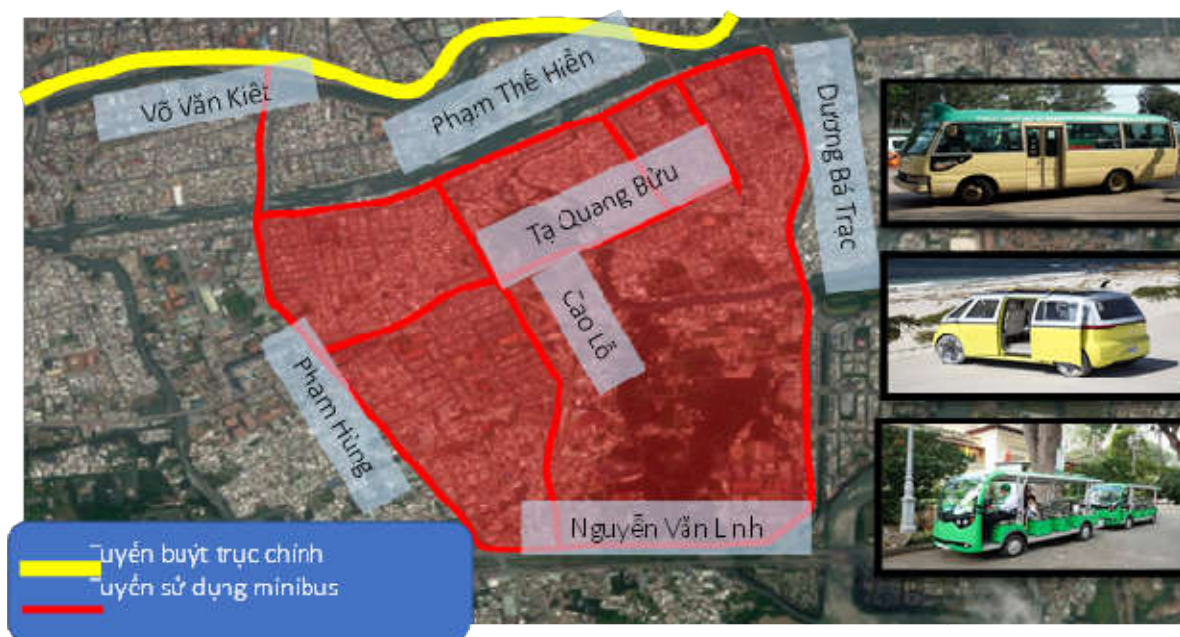 Võ Văn Kiệt
Phạm Thế Hiển
Dương Bá Trạc
Tạ Quang Bửu
Cao Lỗ
Phạm Hùng
Nguyễn Văn Linh
uyến buýt trục chính
uyến sử dụng minibus